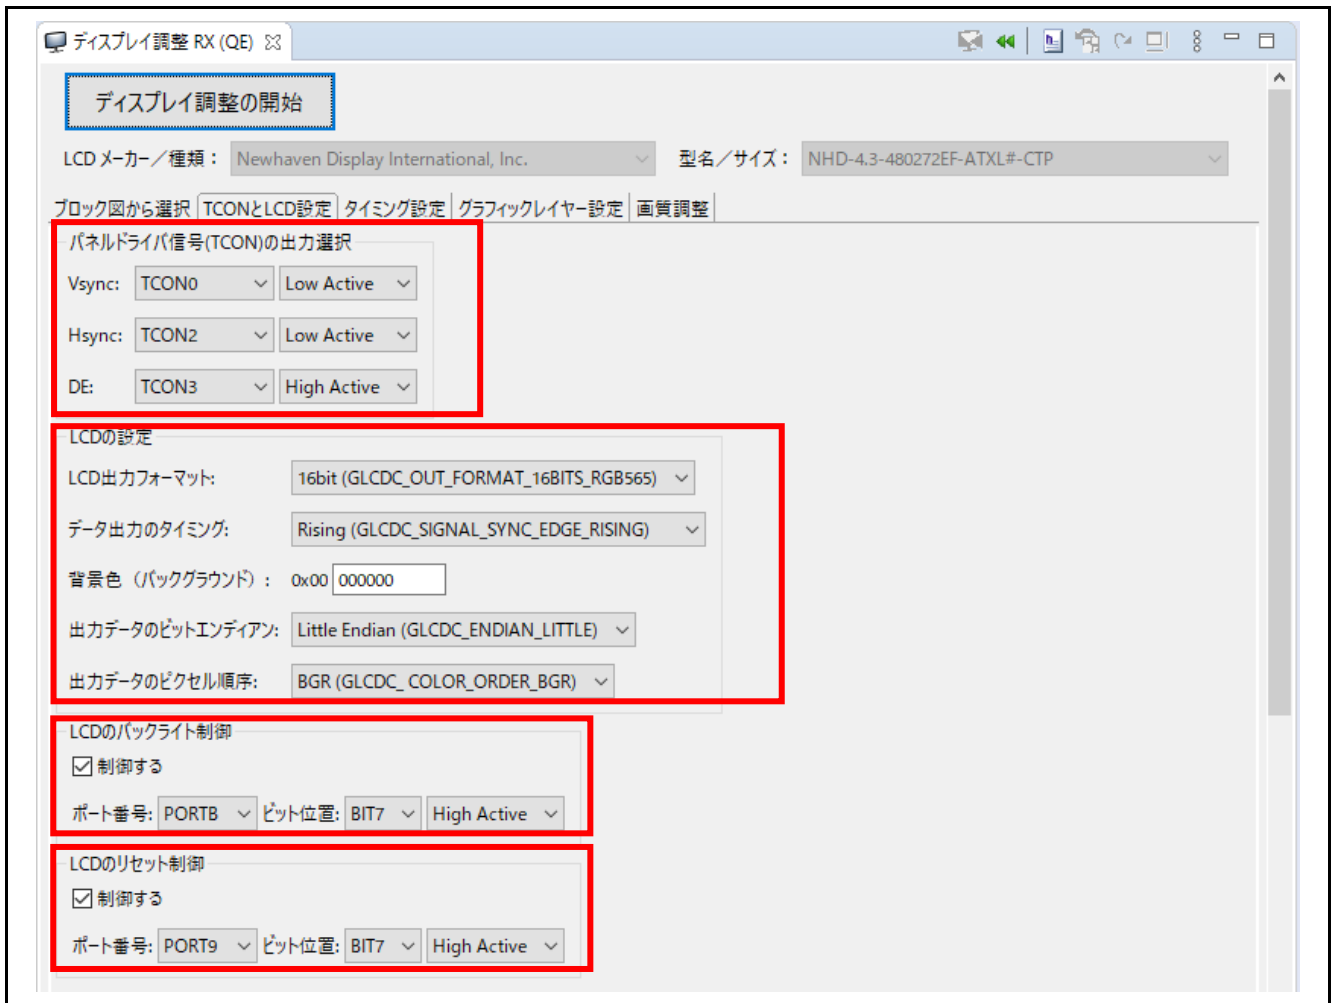 ディスプレイ調整 RX (QE)
ディスプレイ調整の開始
LCD メーカー／種類： Newhaven Display International, Inc. 型名／サイズ： NHD-4.3-480272EF-ATXL#-CTP
ブロック図から選択 TCONとLCD設定 タイミング設定 グラフィックレイヤー設定 画質調整
パネルドライバ信号(TCON)の出力選択
Vsync: TCON0 Low Active
Hsync: TCON2 Low Active
DE: TCON3 High Active
LCDの設定
LCD出力フォーマット: 16bit (GLCDC_OUT_FORMAT_16BITS_RGB565)
データ出力のタイミング: Rising (GLCDC_SIGNAL_SYNC_EDGE_RISING)
背景色（バックグラウンド）: 0x00 000000
出力データのビットエンディアン: Little Endian (GLCDC_ENDIAN_LITTLE)
出力データのピクセル順序: BGR (GLCDC_ COLOR_ORDER_BGR)
LCDのバックライト制御
制御する
ポート番号: PORTB ビット位置: BIT7 High Active
LCDのリセット制御
制御する
ポート番号: PORT9 ビット位置: BIT7 High Active